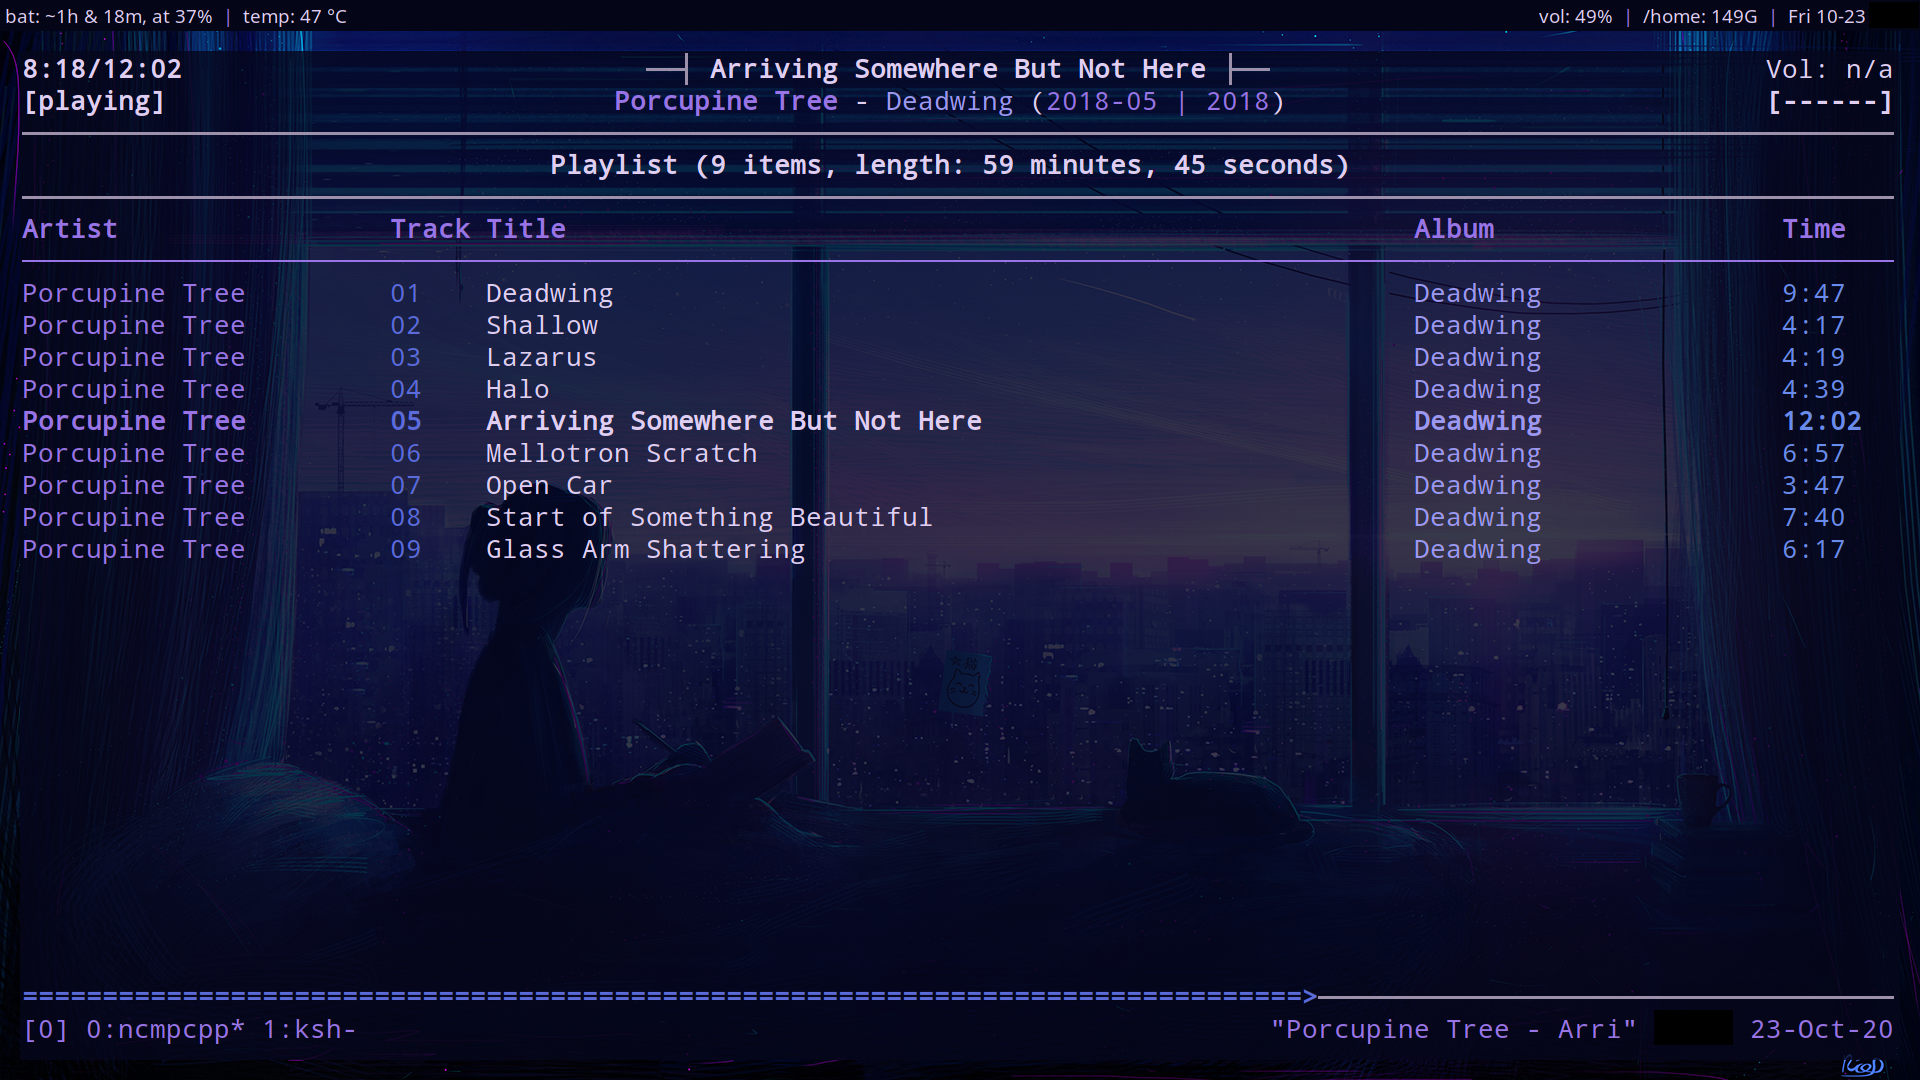 bat: ~1h & 18m, at 37% | temp: 47 °C vol: 49% | /home: 149G | Fri 10-23
8:18/12:02 ┤ Arriving Somewhere But Not Here ├ Vol: n/a
[playing] Porcupine Tree - Deadwing (2018-05 | 2018) [------]
Playlist (9 items, length: 59 minutes, 45 seconds)
Artist Track Title Album Time
Porcupine Tree 01 Deadwing Deadwing 9:47
Porcupine Tree 02 Shallow Deadwing 4:17
Porcupine Tree 03 Lazarus Deadwing 4:19
Porcupine Tree 04 Halo Deadwing 4:39
Porcupine Tree 05 Arriving Somewhere But Not Here Deadwing 12:02
Porcupine Tree 06 Mellotron Scratch Deadwing 6:57
Porcupine Tree 07 Open Car Deadwing 3:47
Porcupine Tree 08 Start of Something Beautiful Deadwing 7:40
Porcupine Tree 09 Glass Arm Shattering Deadwing 6:17
[0] 0:ncmpcpp* 1:ksh- "Porcupine Tree - Arri" 23-Oct-20